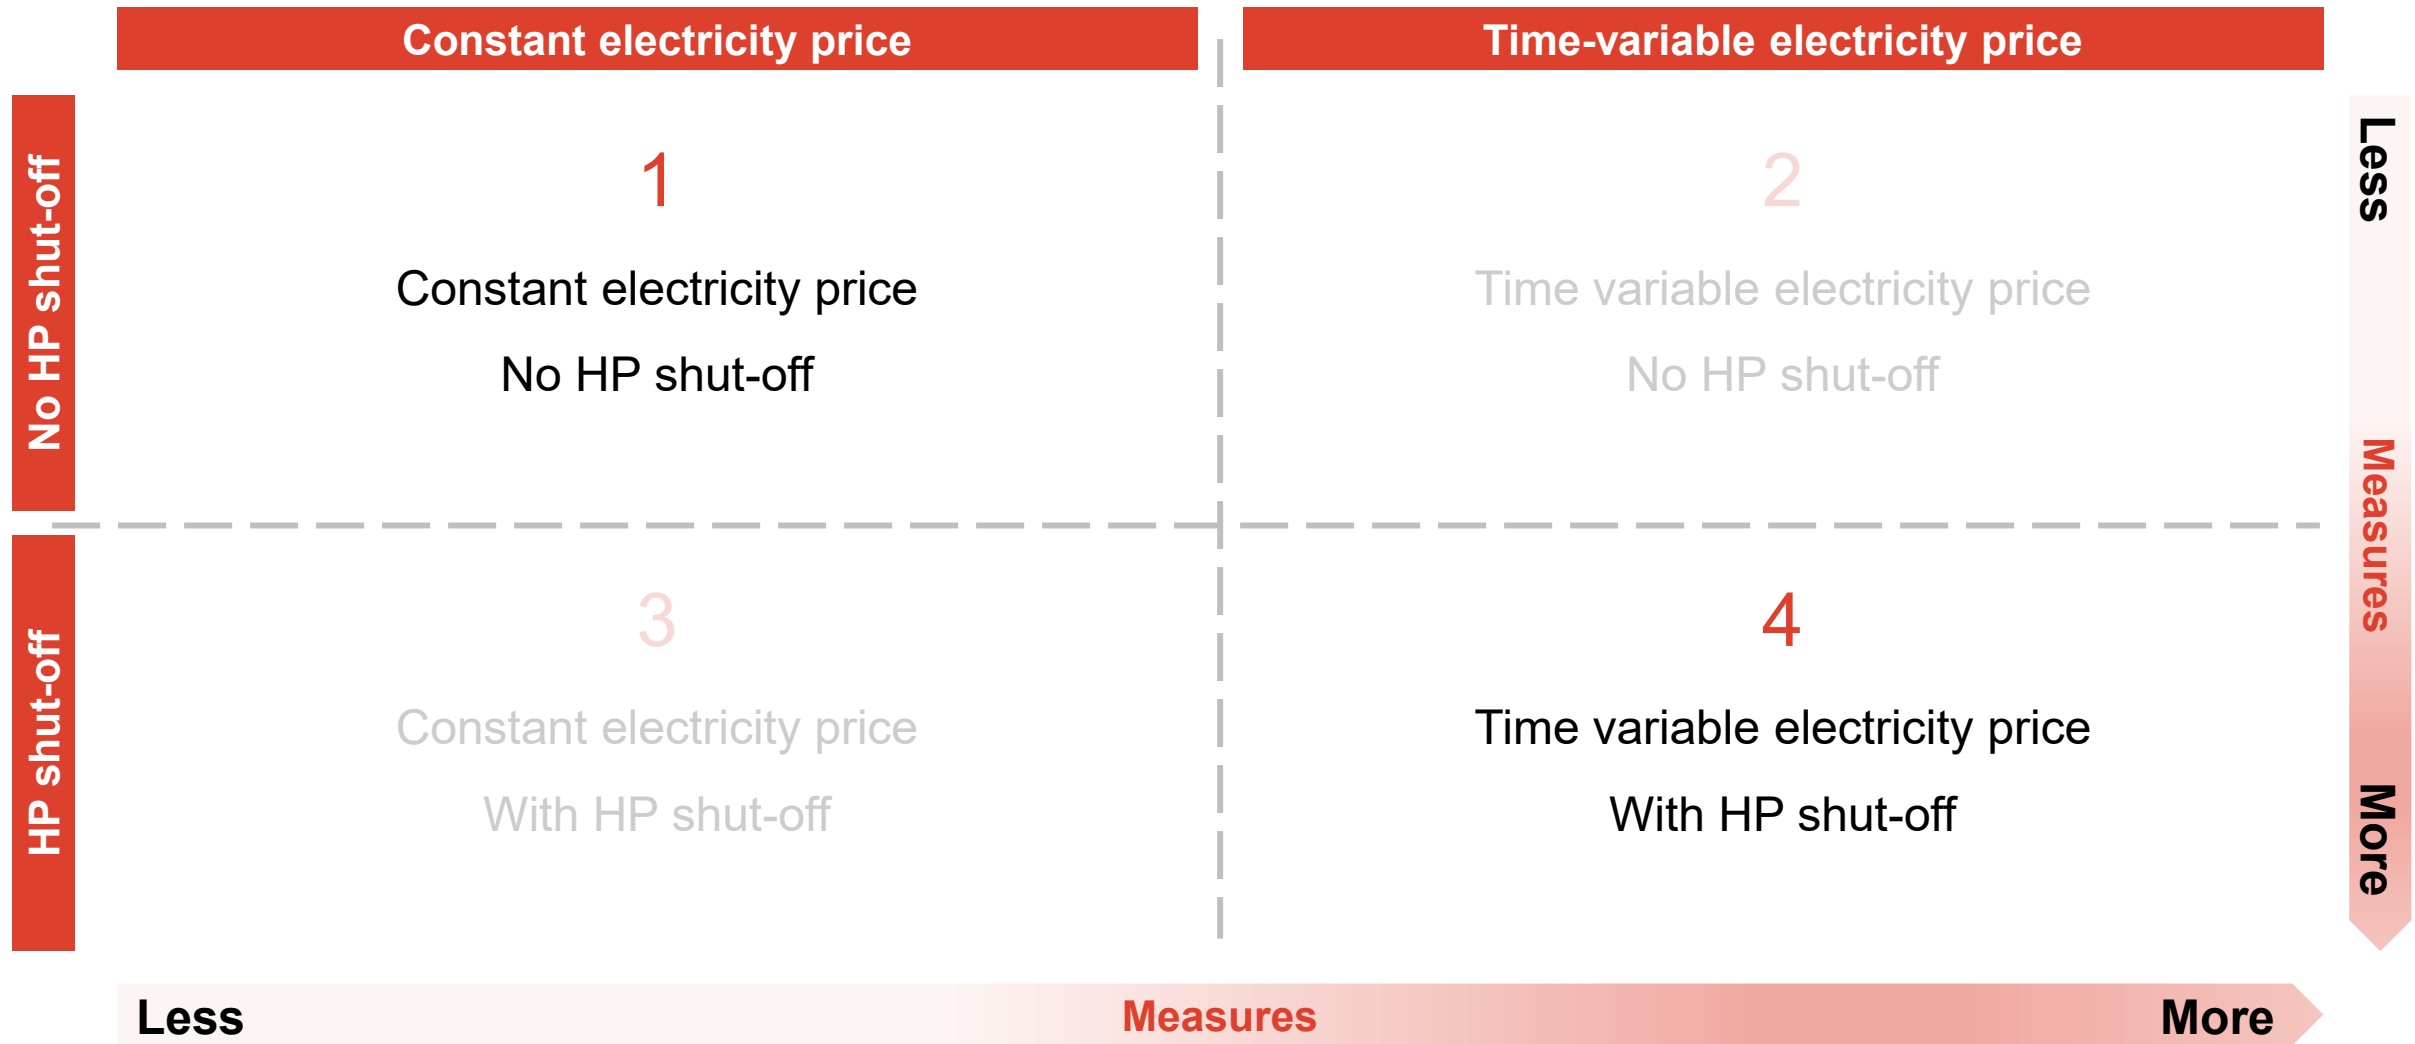 Constant electricity price
Time-variable electricity price
No HP shut-off
1
Constant electricity price
No HP shut-off
2
Time variable electricity price
No HP shut-off
Less
Measures
More
HP shut-off
3
Constant electricity price
With HP shut-off
4
Time variable electricity price
With HP shut-off
Less
Measures
More